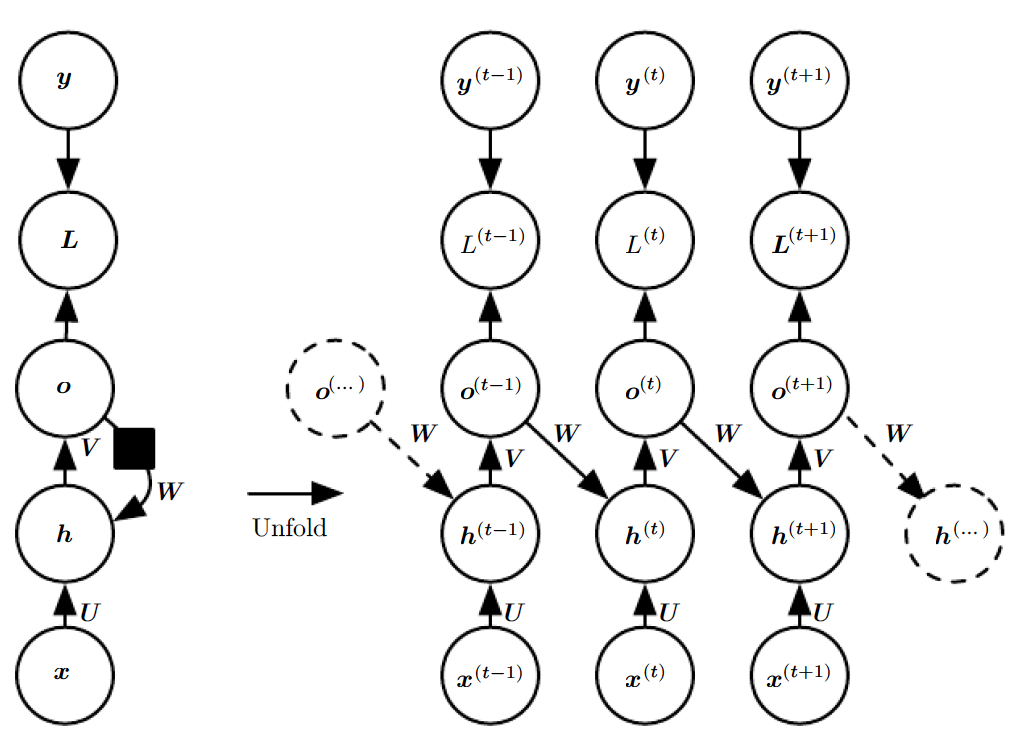 y y^(t−1) y^(t) y^(t+1)
L L^(t−1) L^(t) L^(t+1)
o o^(...) o^(t−1) o^(t) o^(t+1)
W W W W
V V V V
W
Unfold
h h^(t−1) h^(t) h^(t+1) h^(...)
U U U U
x x^(t−1) x^(t) x^(t+1)